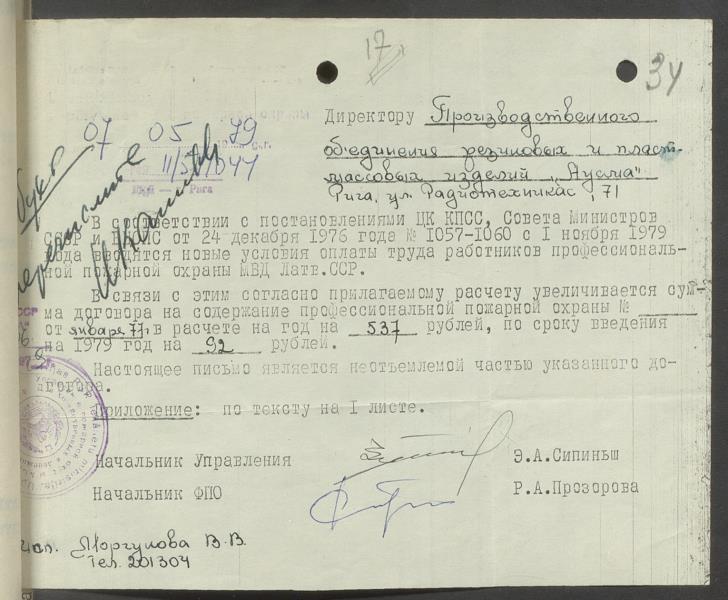 17
34
Директору Производственного
07 05 79
объединения резиновых и пласт-
11/5/1044
массовых изделий „Аусма"
Рига, ул. Радиотехникас, 71
В соответствии с постановлениями ЦК КПСС, Совета Министров
СССР и ВЦСПС от 24 декабря 1976 года № 1057-1060 с I ноября 1979
года вводятся новые условия оплаты труда работников профессиональ-
ной пожарной охраны МВД Латв.ССР.
В связи с этим согласно прилагаемому расчету увеличивается сум-
ма договора на содержание профессиональной пожарной охраны №
от января 77г. в расчете на год на 537 рублей, по сроку введения
на 1979 год на 92 рублей.
Настоящее письмо является неотъемлемой частью указанного до-
говора.
Приложение: по тексту на I листе.
Начальник Управления Э.А.Сипиньш
Начальник ФПО Р.А.Прозорова
исп. Моргунова В.В.
тел. 201304